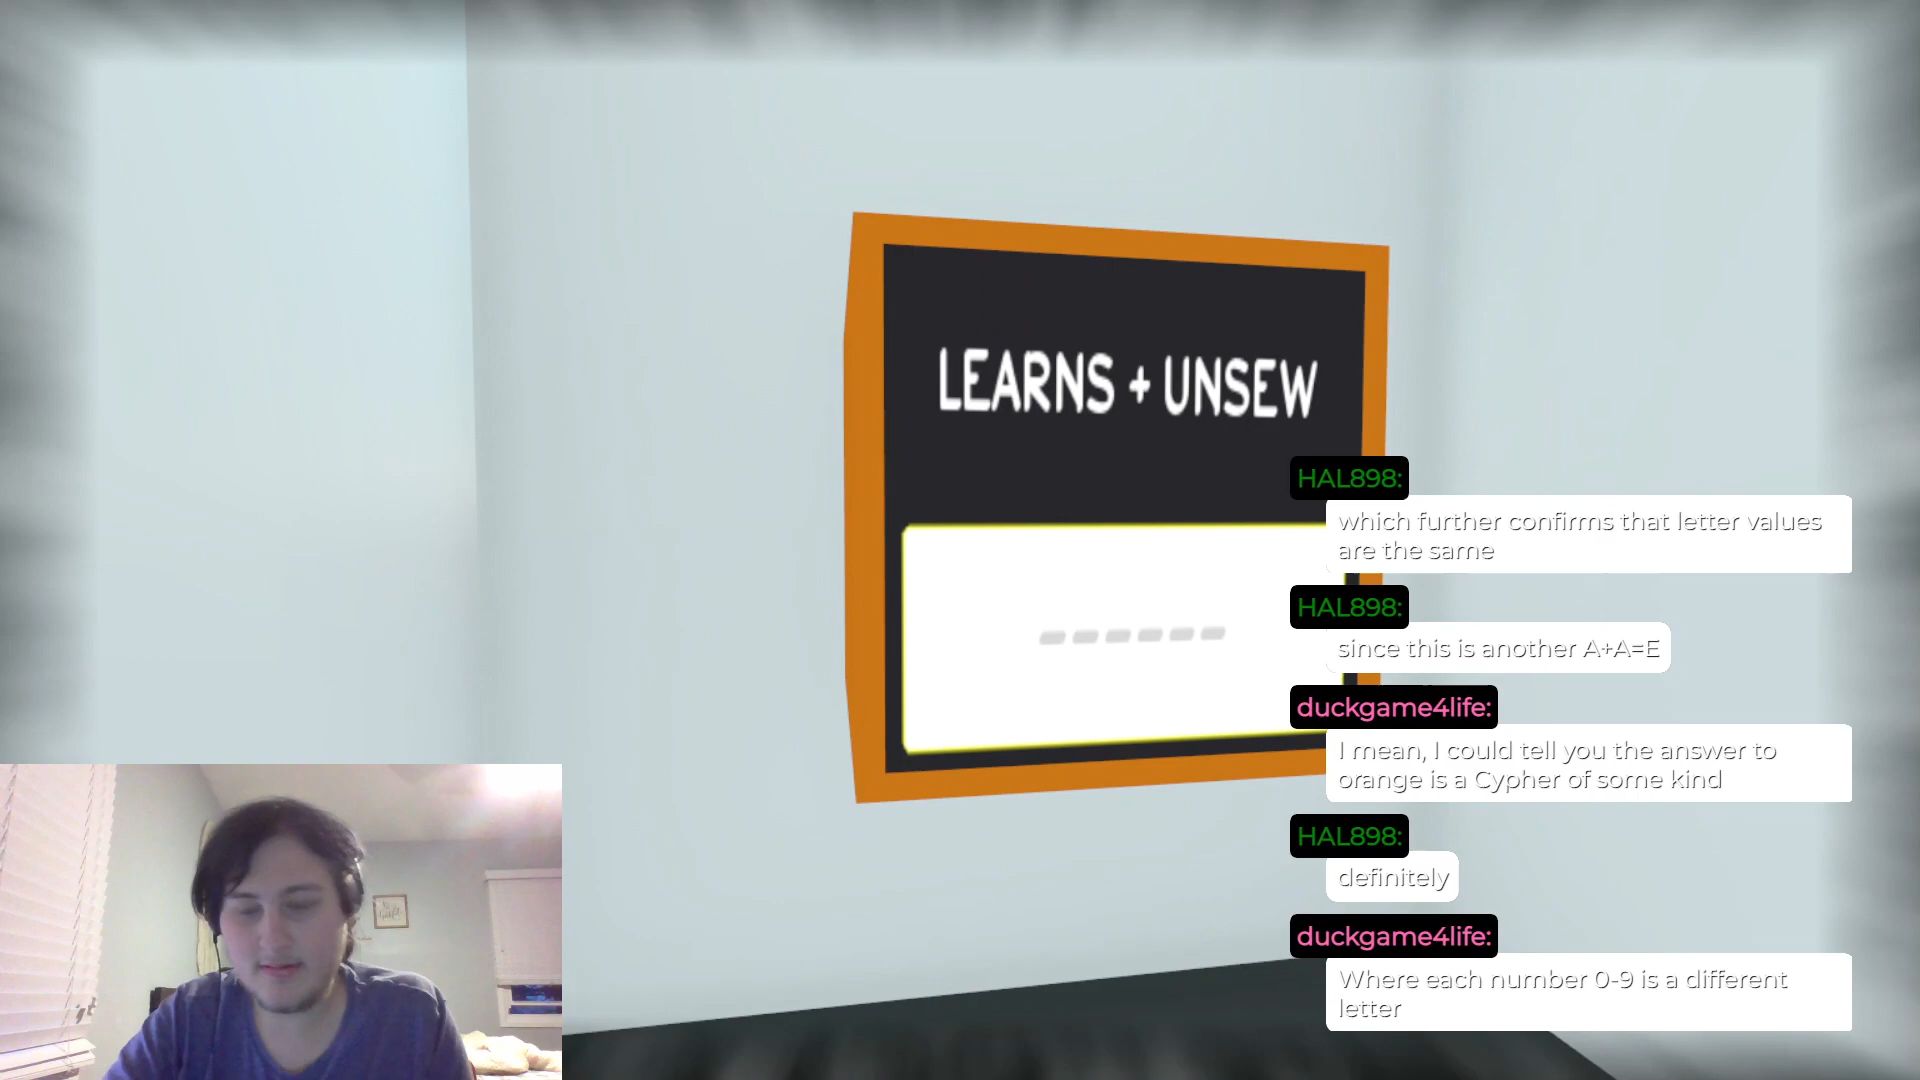 LEARNS + UNSEW
HAL898:
which further confirms that letter values
are the same
HAL898:
since this is another A+A=E
duckgame4life:
I mean, I could tell you the answer to
orange is a Cypher of some kind
HAL898:
definitely
duckgame4life:
Where each number 0-9 is a different
letter